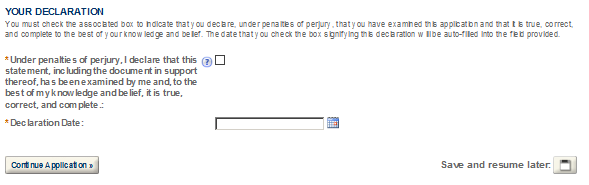 YOUR DECLARATION
You must check the associated box to indicate that you declare, under penalties of perjury, that you have examined this application and that it is true, correct,
and complete to the best of your knowledge and belief. The date that you check the box signifying this declaration will be auto-filled into the field provided.
*Under penalties of perjury, I declare that this ?
statement, including the document in support
thereof, has been examined by me and, to the
best of my knowledge and belief, it is true,
correct, and complete.:
*Declaration Date:
Continue Application »
Save and resume later: